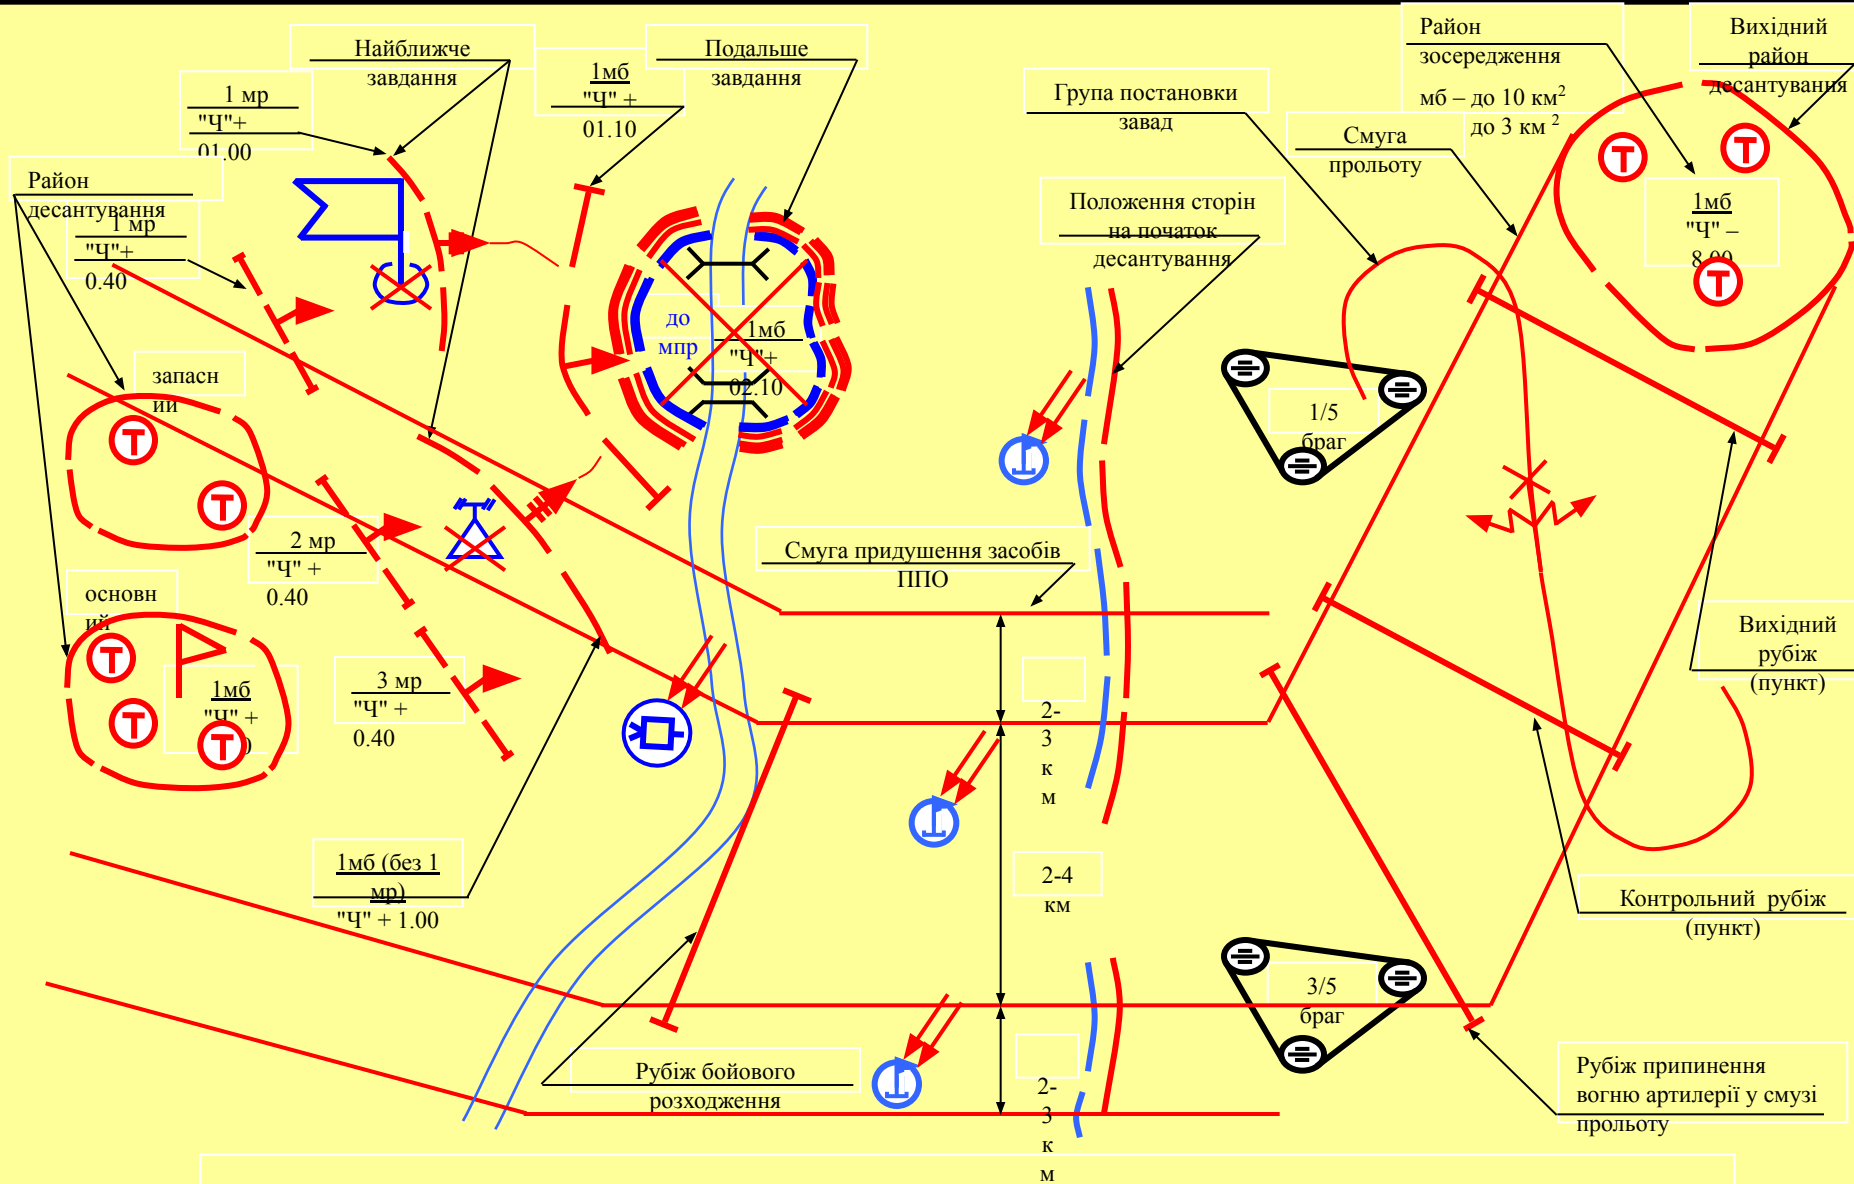 Найближче
завдання
1мб
"Ч" +
01.10
Подальше
завдання
1 мр
"Ч"+
01.00
Район
десантування
1 мр
"Ч"+
0.40
Район
зосередження
мб – до 10 км2
до 3 км 2
Вихідний
район
десантування
Група постановки
завад
Смуга
прольоту
Положення сторін
на початок
десантування
1мб
"Ч" –
до
мпр
1мб
"Ч"+
02.10
запасн
ий
1/5
браг
2 мр
"Ч" +
0.40
Смуга придушення засобів
ППО
основн
ий
1мб
"Ч" +
3 мр
"Ч" +
0.40
2-
3
к
м
Вихідний
рубіж
(пункт)
1мб (без 1
мр)
"Ч" + 1.00
2-4
км
Контрольний рубіж
(пункт)
3/5
браг
Рубіж бойового
розходження
2-
3
к
м
Рубіж припинення
вогню артилерії у смузі
прольоту
Т
Т
Т
Т
Т
Т
Т
Т